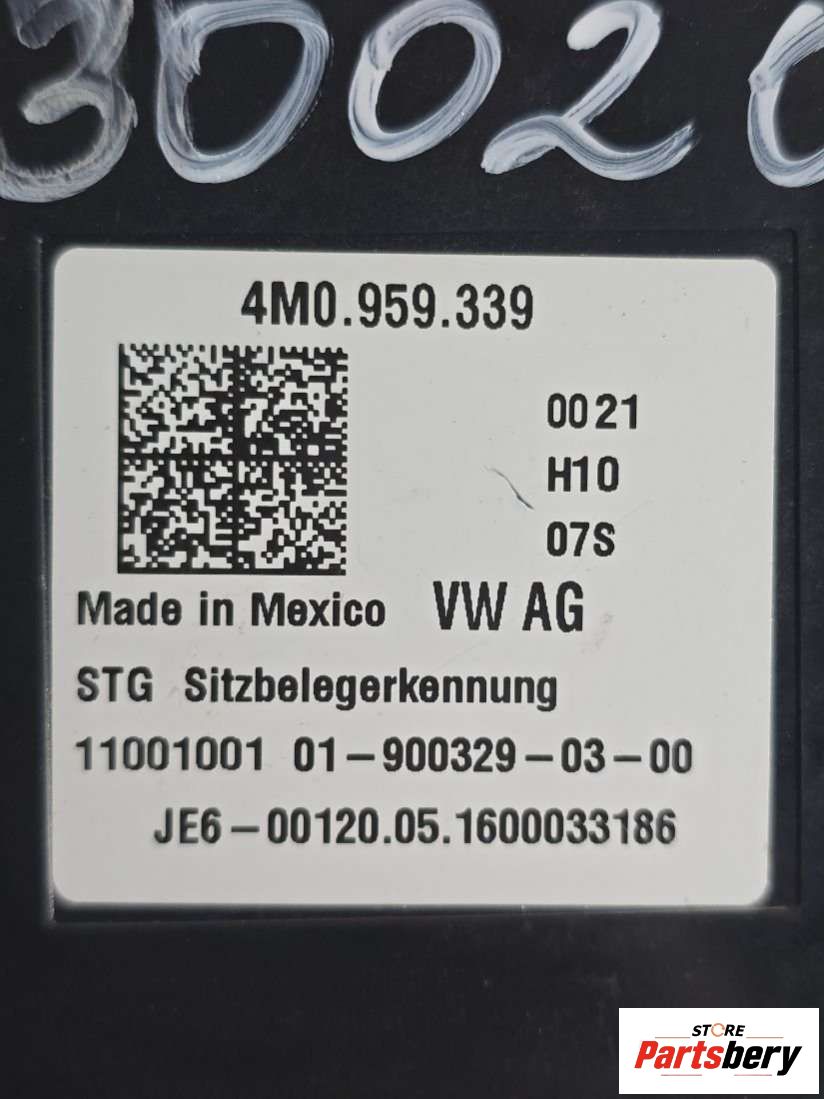 30020
4M0.959.339
0021
H10
07S
Made in Mexico VW AG
STG Sitzbelegerkennung
11001001 01-900329-03-00
JE6-00120.05.1600033186
STORE
Partsbery